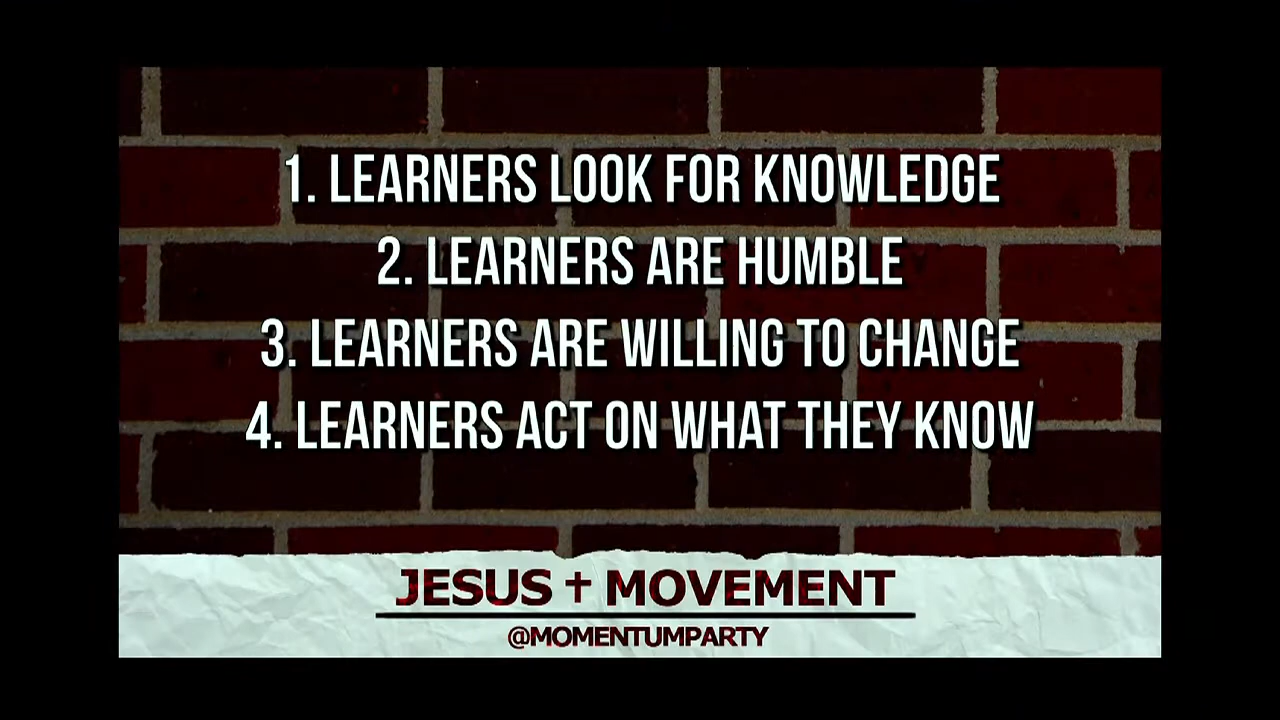 1. LEARNERS LOOK FOR KNOWLEDGE
2. LEARNERS ARE HUMBLE
3. LEARNERS ARE WILLING TO CHANGE
4. LEARNERS ACT ON WHAT THEY KNOW
JESUS † MOVEMENT
@MOMENTUMPARTY